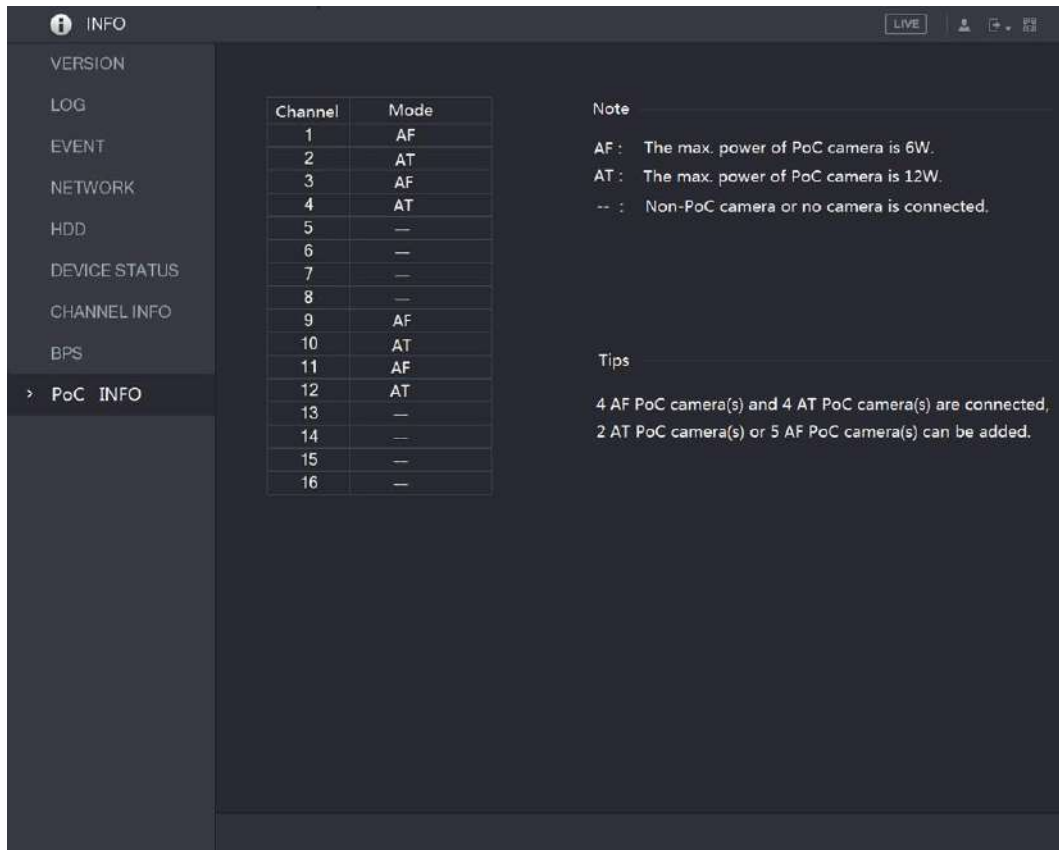 INFO
LIVE
VERSION
LOG
EVENT
NETWORK
HDD
DEVICE STATUS
CHANNEL INFO
BPS
> PoC INFO
Channel Mode
1 AF
2 AT
3 AF
4 AT
5 —
6 —
7 —
8 —
9 AF
10 AT
11 AF
12 AT
13 —
14 —
15 —
16 —
Note
AF : The max. power of PoC camera is 6W.
AT : The max. power of PoC camera is 12W.
-- : Non-PoC camera or no camera is connected.
Tips
4 AF PoC camera(s) and 4 AT PoC camera(s) are connected,
2 AT PoC camera(s) or 5 AF PoC camera(s) can be added.